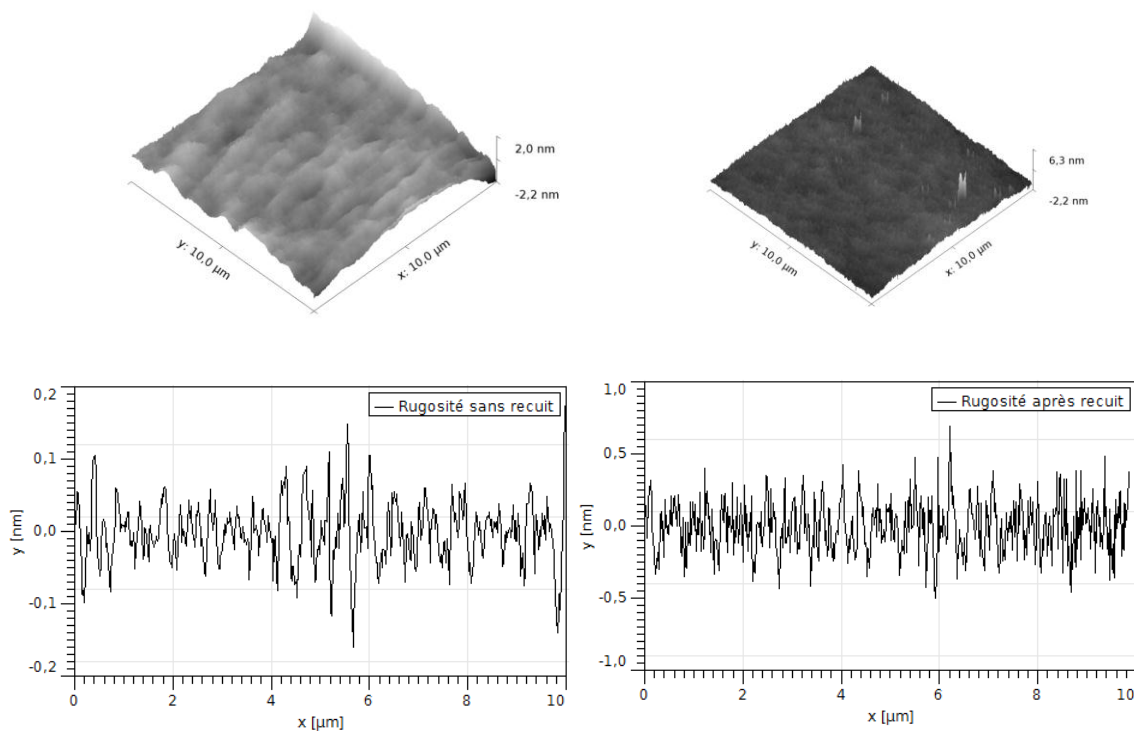 2,0 nm
-2,2 nm
y: 10,0 µm
x: 10,0 µm
6,3 nm
-2,2 nm
y: 10,0 µm
x: 10,0 µm
0,2
0,1
0,0
-0,1
-0,2
y [nm]
Rugosité sans recuit
0
2
4
6
8
10
x [µm]
1,0
0,5
0,0
-0,5
-1,0
y [nm]
Rugosité après recuit
0
2
4
6
8
10
x [µm]